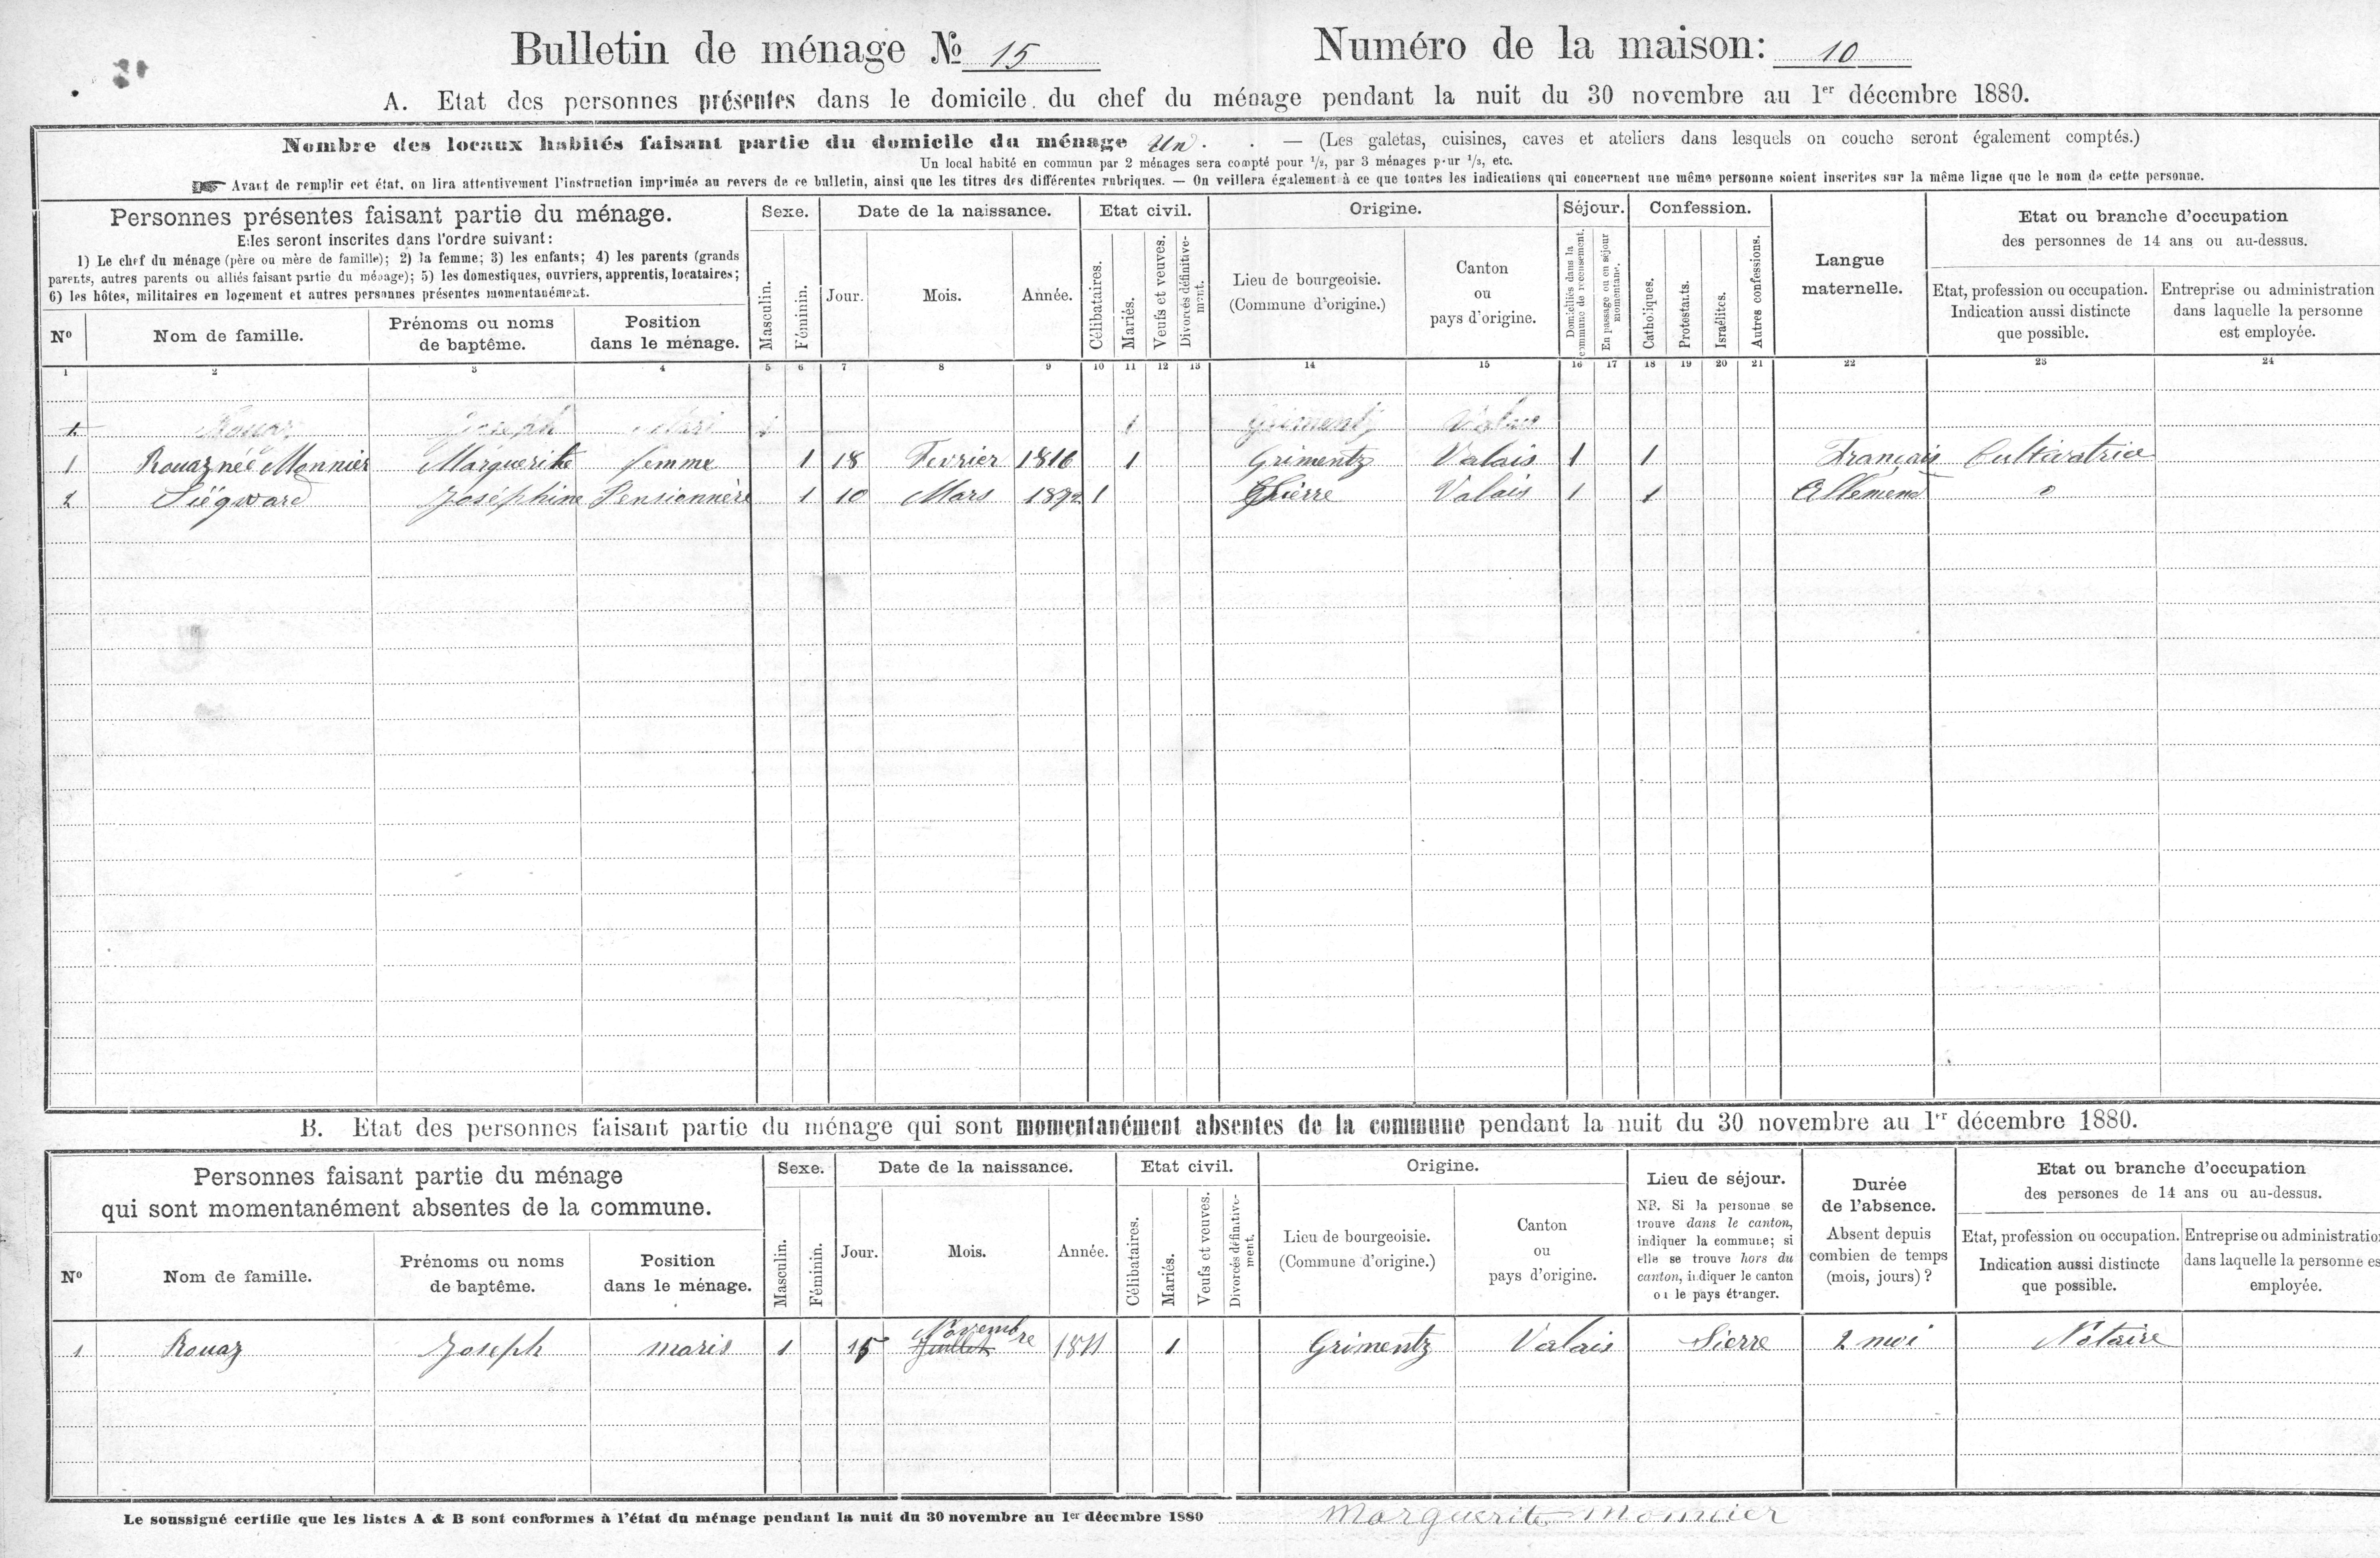 Bulletin de ménage № 15
Numéro de la maison: 10
A. Etat des personnes présentes dans le domicile du chef du ménage pendant la nuit du 30 novembre au 1er décembre 1880.
Nombre des locaux habités faisant partie du domicile du ménage Un. . — (Les galetas, cuisines, caves et ateliers dans lesquels on couche seront également comptés.)
Un local habité en commun par 2 ménages sera compté pour 1/2, par 3 ménages pour 1/3, etc.
☛ Avant de remplir cet état, on lira attentivement l'instruction imprimée au revers de ce bulletin, ainsi que les titres des différentes rubriques. — On veillera également à ce que toutes les indications qui concernent une même personne soient inscrites sur la même ligne que le nom de cette personne.
Personnes présentes faisant partie du ménage.
Elles seront inscrites dans l'ordre suivant:
1) Le chef du ménage (père ou mère de famille); 2) la femme; 3) les enfants; 4) les parents (grands
parents, autres parents ou alliés faisant partie du ménage); 5) les domestiques, ouvriers, apprentis, locataires;
6) les hôtes, militaires en logement et autres personnes présentes momentanément.
Nº
Nom de famille.
Prénoms ou noms
de baptême.
Position
dans le ménage.
Sexe.
Masculin.
Féminin.
Date de la naissance.
Jour.
Mois.
Année.
Etat civil.
Célibataires.
Mariés.
Veufs et veuves.
Divorcés définitive-
ment.
Origine.
Lieu de bourgeoisie.
(Commune d'origine.)
Canton
ou
pays d'origine.
Séjour.
Domiciliés dans la
commune de recensement.
En passage ou en séjour
momentané.
Confession.
Catholiques.
Protestants.
Israélites.
Autres confessions.
Langue
maternelle.
Etat ou branche d'occupation
des personnes de 14 ans ou au-dessus.
Etat, profession ou occupation.
Indication aussi distincte
que possible.
Entreprise ou administration
dans laquelle la personne
est employée.
1 2 3 4 5 6 7 8 9 10 11 12 13 14 15 16 17 18 19 20 21 22 23 24
1 Rouaz Joseph Mari 1 1 Grimentz Valais
1 Rouaz née Monnier Marguerite femme 1 18 Fevrier 1816 1 Grimentz Valais 1 1 Français Cultivatrice
2 Siégward Joséphine Pensionnère 1 10 Mars 1 Sierre Valais 1 1 Allemend 0
B. Etat des personnes faisant partie du ménage qui sont momentanément absentes de la commune pendant la nuit du 30 novembre au 1er décembre 1880.
Personnes faisant partie du ménage
qui sont momentanément absentes de la commune.
Nº
Nom de famille.
Prénoms ou noms
de baptême.
Position
dans le ménage.
Sexe.
Masculin.
Féminin.
Date de la naissance.
Jour.
Mois.
Année.
Etat civil.
Célibataires.
Mariés.
Veufs et veuves.
Divorcés définitive-
ment.
Origine.
Lieu de bourgeoisie.
(Commune d'origine.)
Canton
ou
pays d'origine.
Lieu de séjour.
NB. Si la personne se
trouve dans le canton,
indiquer la commune; si
elle se trouve hors du
canton, indiquer le canton
ou le pays étranger.
Durée
de l'absence.
Absent depuis
combien de temps
(mois, jours)?
Etat ou branche d'occupation
des persones de 14 ans ou au-dessus.
Etat, profession ou occupation.
Indication aussi distincte
que possible.
Entreprise ou administratio
dans laquelle la personne es
employée.
Novembre
1 Rouaz Joseph maris 1 15 Juillet 1811 1 Grimentz Valais Sierre 2 moi Notaire
Le soussigné certifie que les listes A & B sont conformes à l'état du ménage pendant la nuit du 30 novembre au 1er décembre 1880 Marguerite Monnier